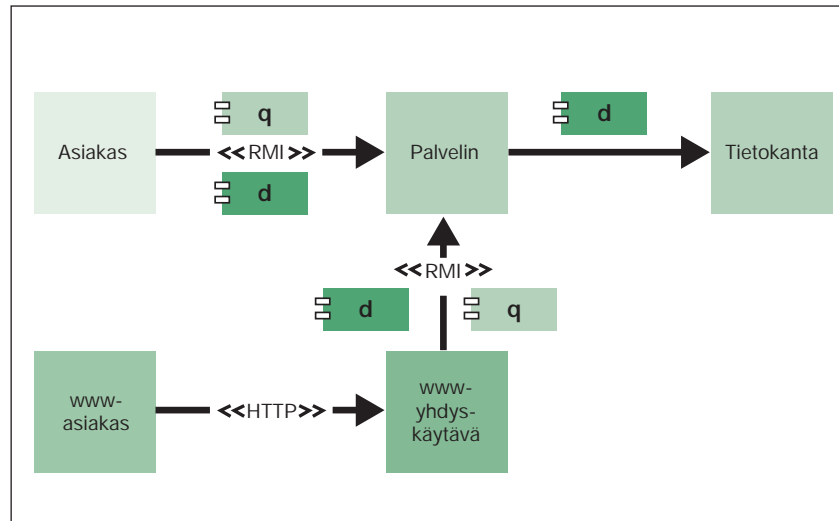 q
d
Asiakas
<<RMI>>
Palvelin
Tietokanta
d
<<RMI>>
d
q
www-
asiakas
<<HTTP>>
www-
yhdys-
käytävä